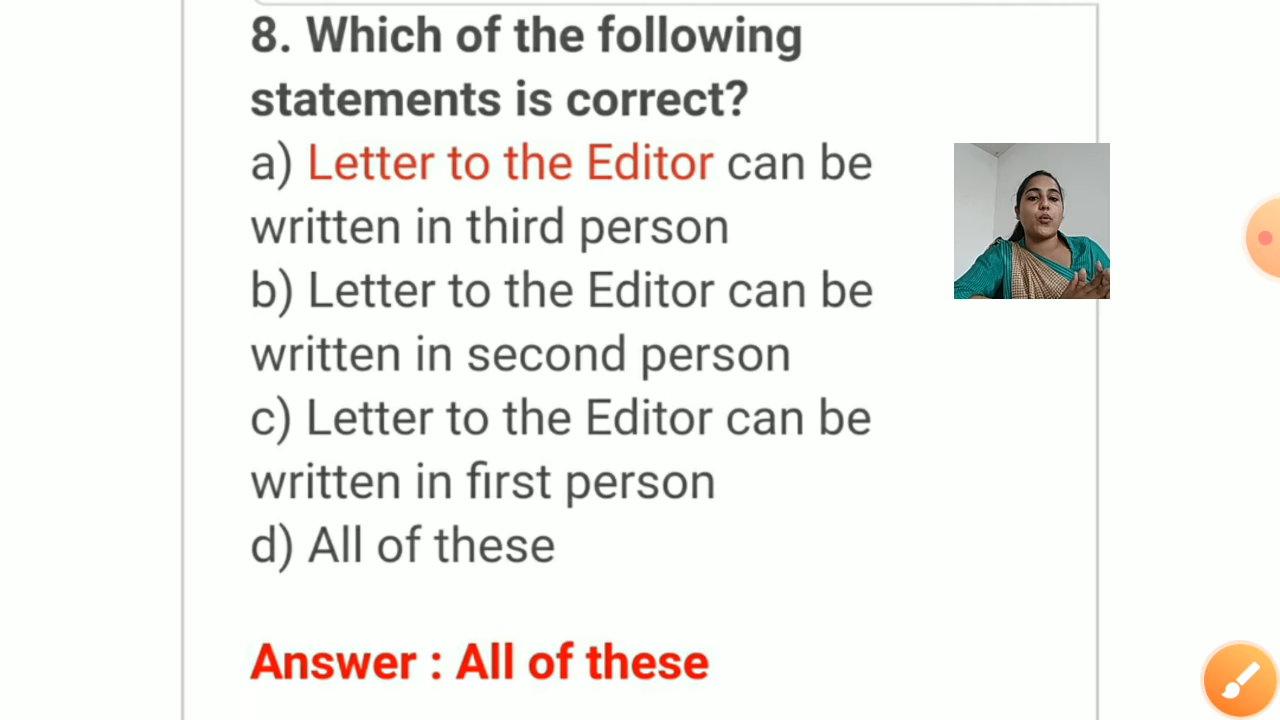 8. Which of the following
statements is correct?
a) Letter to the Editor can be
written in third person
b) Letter to the Editor can be
written in second person
c) Letter to the Editor can be
written in first person
d) All of these
Answer : All of these